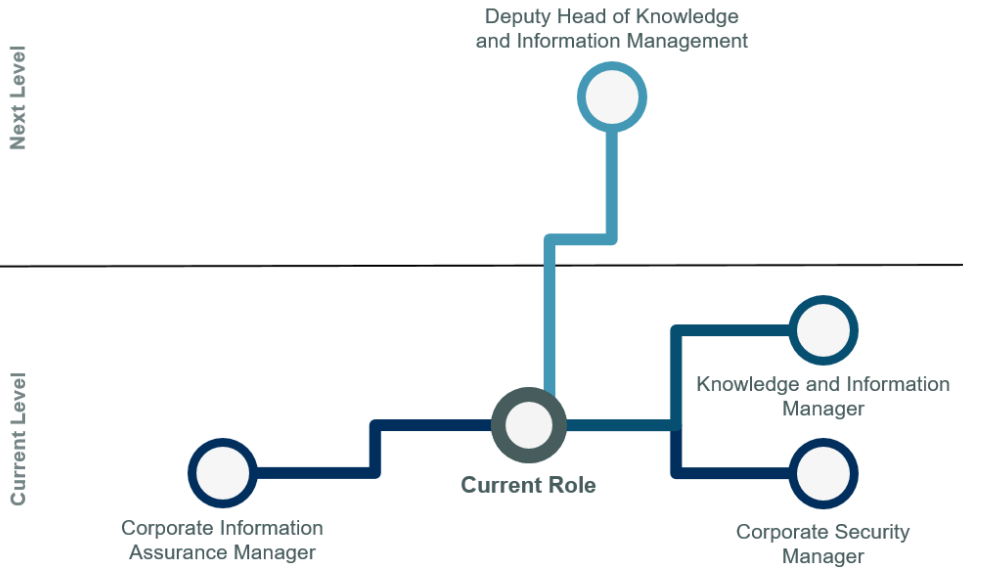 Deputy Head of Knowledge
and Information Management
Next Level
Current Level
Knowledge and Information
Manager
Current Role
Corporate Information
Assurance Manager
Corporate Security
Manager